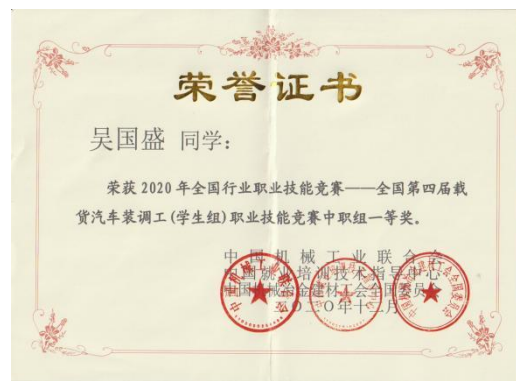 荣誉证书
吴国盛 同学：
荣获2020年全国行业职业技能竞赛——全国第四届载
货汽车装调工(学生组)职业技能竞赛中职组一等奖。
中国机械工业联合会
中国就业培训技术指导中心
中国机械冶金建材工会全国委员会
二〇二〇年十二月